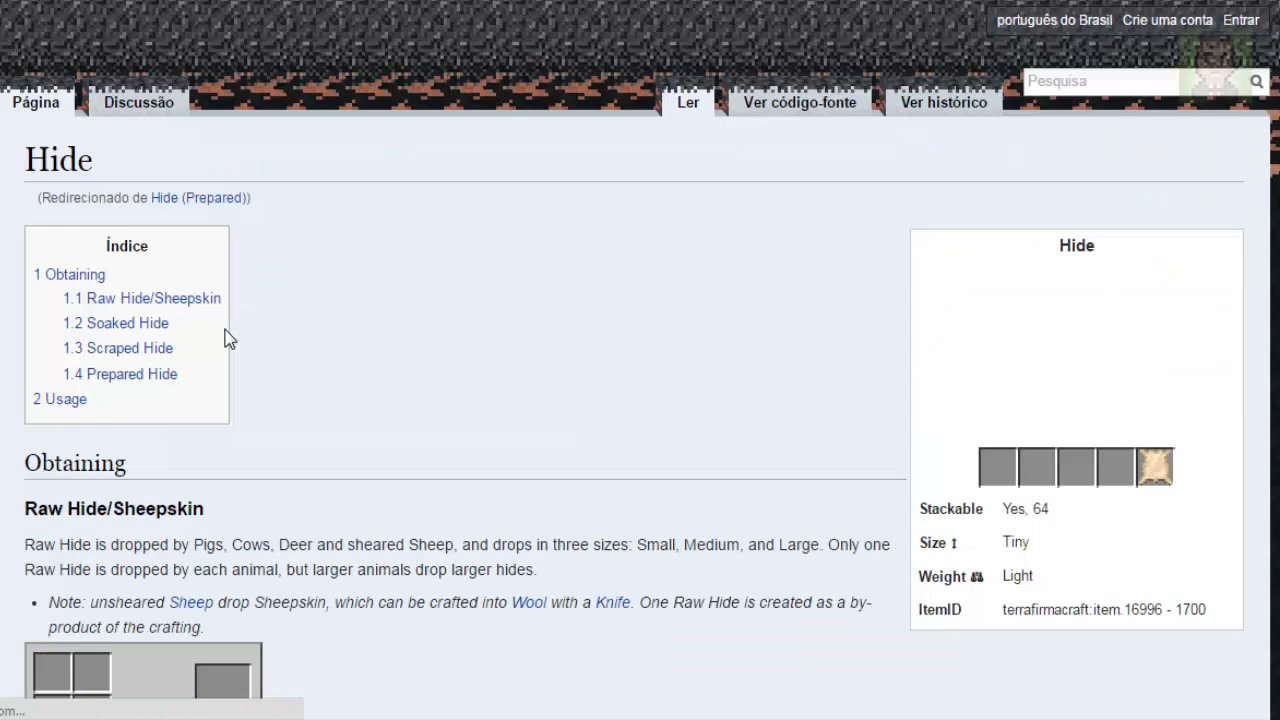 português do Brasil Crie uma conta Entrar
Pesquisa
Página Discussão Ler Ver código-fonte Ver histórico
Hide
(Redirecionado de Hide (Prepared))
Índice
1 Obtaining
1.1 Raw Hide/Sheepskin
1.2 Soaked Hide
1.3 Scraped Hide
1.4 Prepared Hide
2 Usage
Hide
Stackable Yes, 64
Size Tiny
Weight Light
ItemID terrafirmacraft:item.16996 - 1700
Obtaining
Raw Hide/Sheepskin
Raw Hide is dropped by Pigs, Cows, Deer and sheared Sheep, and drops in three sizes: Small, Medium, and Large. Only one
Raw Hide is dropped by each animal, but larger animals drop larger hides.
• Note: unsheared Sheep drop Sheepskin, which can be crafted into Wool with a Knife. One Raw Hide is created as a by-
product of the crafting.
om...